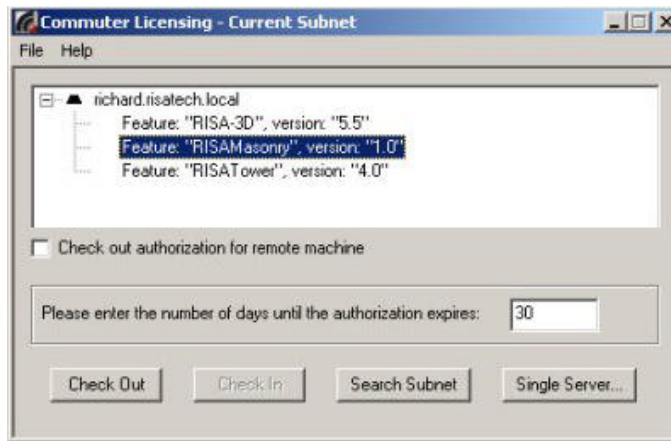 Commuter Licensing - Current Subnet
File Help
richard.risatech.local
Feature: "RISA-3D", version: "5.5"
Feature: "RISAMasonry", version: "1.0"
Feature: "RISATower", version: "4.0"
Check out authorization for remote machine
Please enter the number of days until the authorization expires: 30
Check Out Check In Search Subnet Single Server...